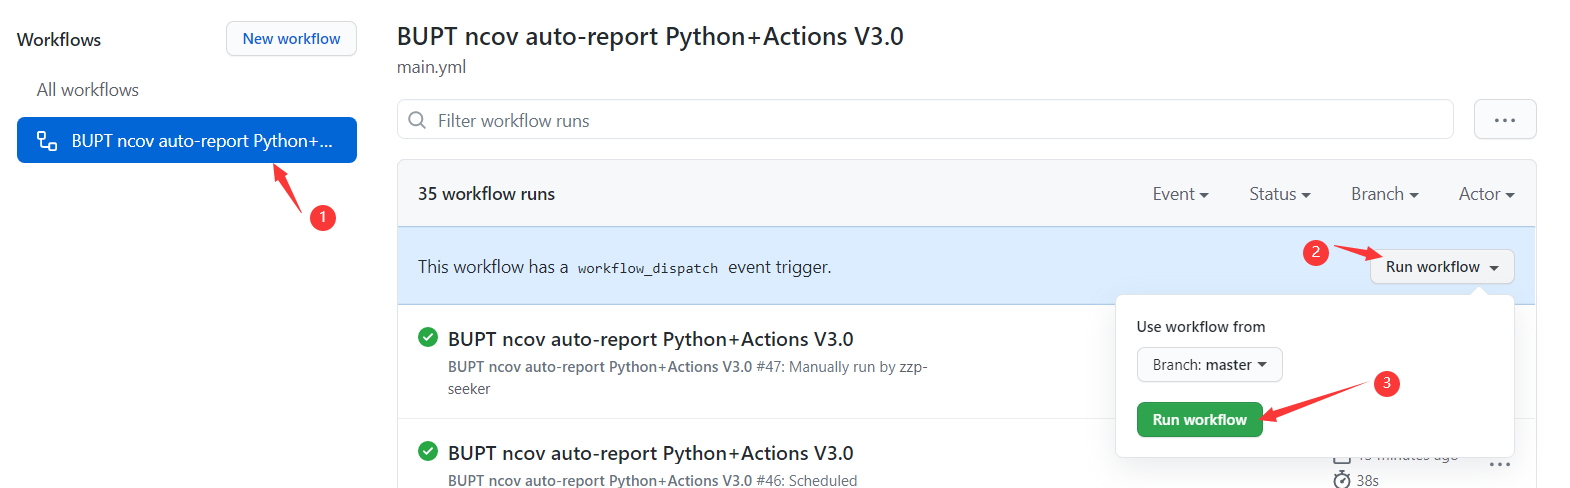 Workflows
New workflow
All workflows
BUPT ncov auto-report Python+...
1
BUPT ncov auto-report Python+Actions V3.0
main.yml
Filter workflow runs
...
35 workflow runs
Event
Status
Branch
Actor
This workflow has a workflow_dispatch event trigger.
2
Run workflow
Use workflow from
Branch: master
3
Run workflow
BUPT ncov auto-report Python+Actions V3.0
BUPT ncov auto-report Python+Actions V3.0 #47: Manually run by zzp-
seeker
BUPT ncov auto-report Python+Actions V3.0
BUPT ncov auto-report Python+Actions V3.0 #46: Scheduled
minutes ago
...
38s